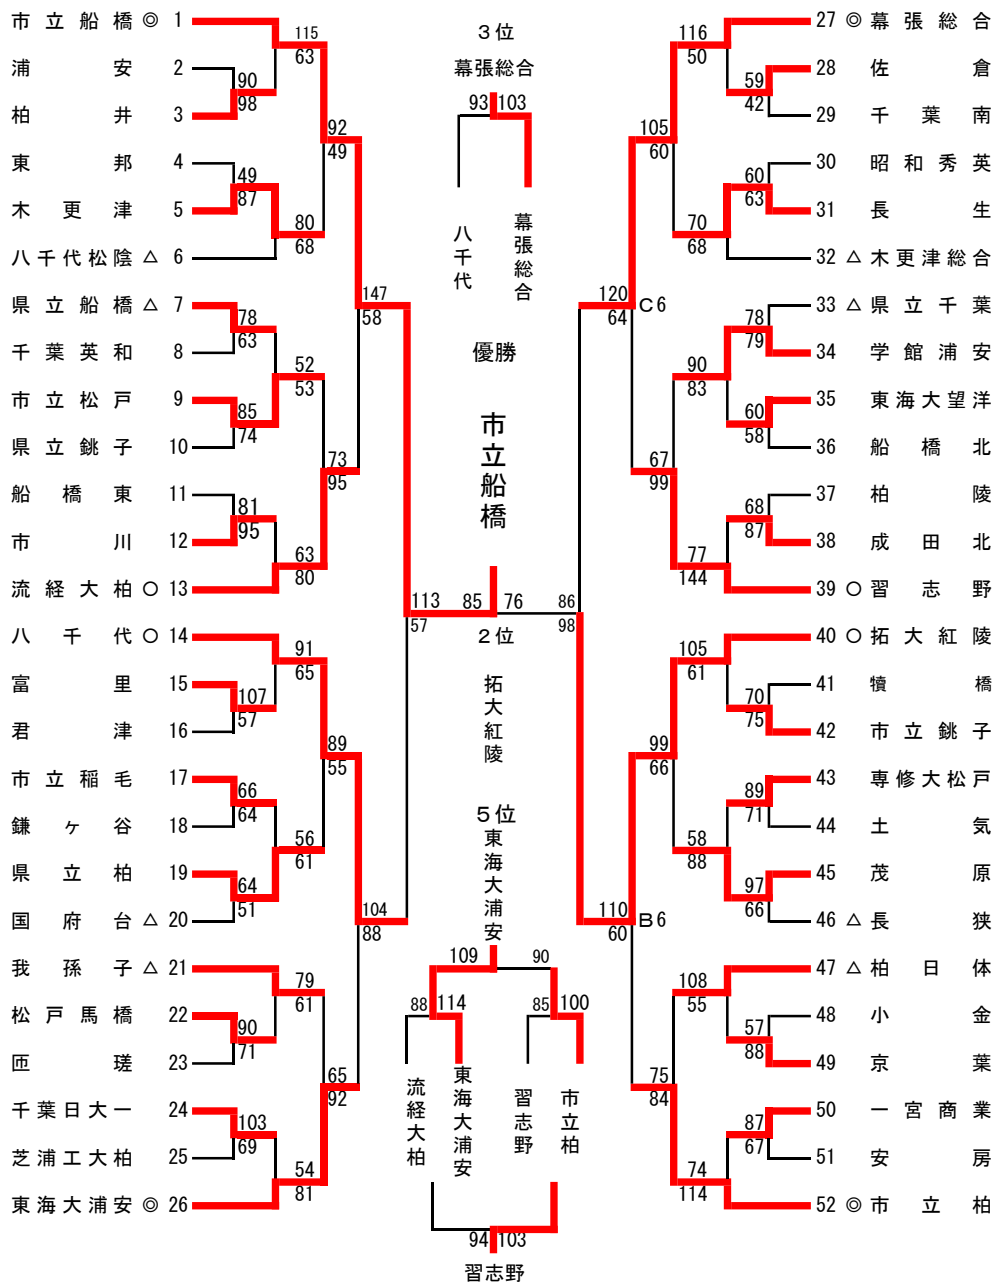 市立船橋 ◎ 1
浦安 2
柏井 3
東邦 4
木更津 5
八千代松陰 △ 6
県立船橋 △ 7
千葉英和 8
市立松戸 9
県立銚子 10
船橋東 11
市川 12
流経大柏 ○ 13
八千代 ○ 14
富里 15
君津 16
市立稲毛 17
鎌ヶ谷 18
県立柏 19
国府台 △ 20
我孫子 △ 21
松戸馬橋 22
匝瑳 23
千葉日大一 24
芝浦工大柏 25
東海大浦安 ◎ 26
90
98
49
87
78
63
85
74
81
95
107
57
66
64
64
51
90
71
103
69
115
63
80
68
52
53
63
80
91
65
56
61
79
61
54
81
92
49
73
95
89
55
65
92
147
58
104
88
113
57
3位
幕張総合
93 103
八千代
幕張総合
優勝
市立船橋
85 76
2位
拓大紅陵
5位
東海大浦安
109 90
88 114
85 100
流経大柏
東海大浦安
習志野
市立柏
94 103
習志野
86
98
120
64
C6
110
60
B6
105
60
67
99
99
66
75
84
116
50
70
68
90
83
77
144
105
61
58
88
108
55
74
114
59
42
60
63
78
79
60
58
68
87
70
75
89
71
97
66
57
88
87
67
27 ◎ 幕張総合
28 佐倉
29 千葉南
30 昭和秀英
31 長生
32 △ 木更津総合
33 △ 県立千葉
34 学館浦安
35 東海大望洋
36 船橋北
37 柏陵
38 成田北
39 ○ 習志野
40 ○ 拓大紅陵
41 犢橋
42 市立銚子
43 専修大松戸
44 土気
45 茂原
46 △ 長狭
47 △ 柏日体
48 小金
49 京葉
50 一宮商業
51 安房
52 ◎ 市立柏